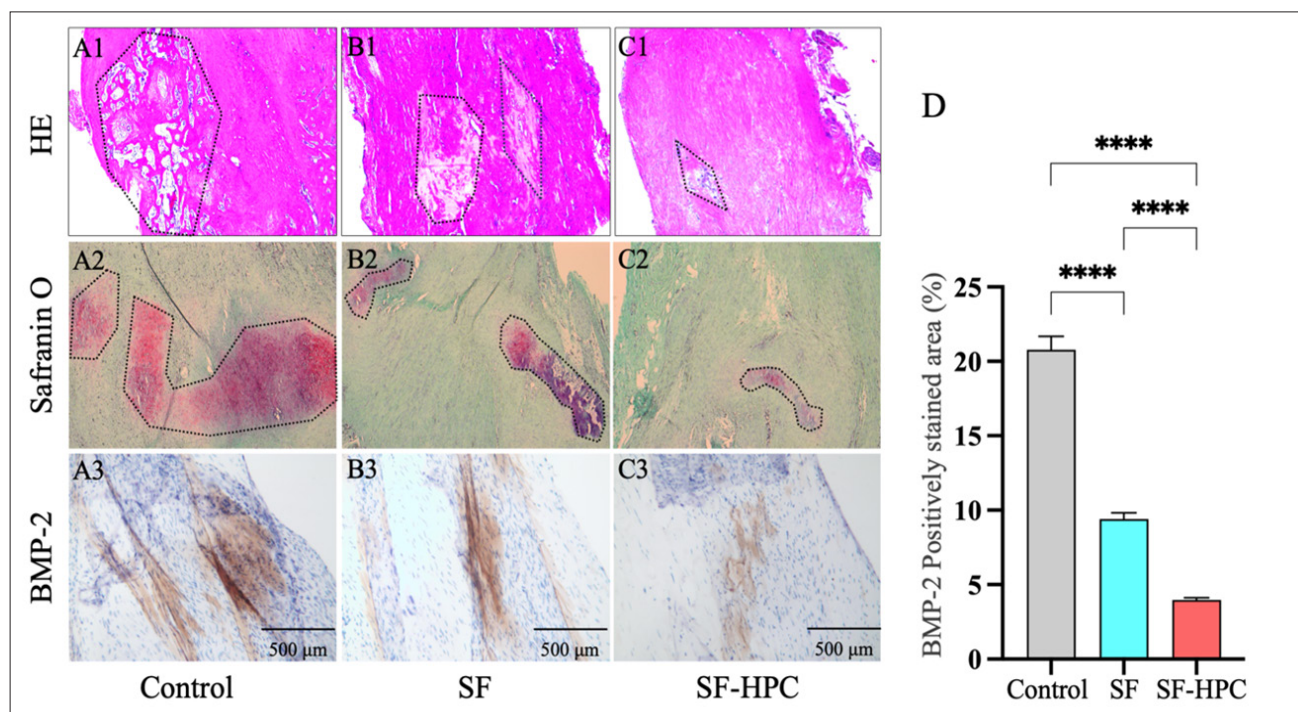 HE
A1
B1
C1
Safranin O
A2
B2
C2
BMP-2
A3
B3
C3
500 μm
500 μm
500 μm
Control
SF
SF-HPC
D
****
****
****
BMP-2 Positively stained area (%)
25
20
15
10
5
0
Control
SF
SF-HPC